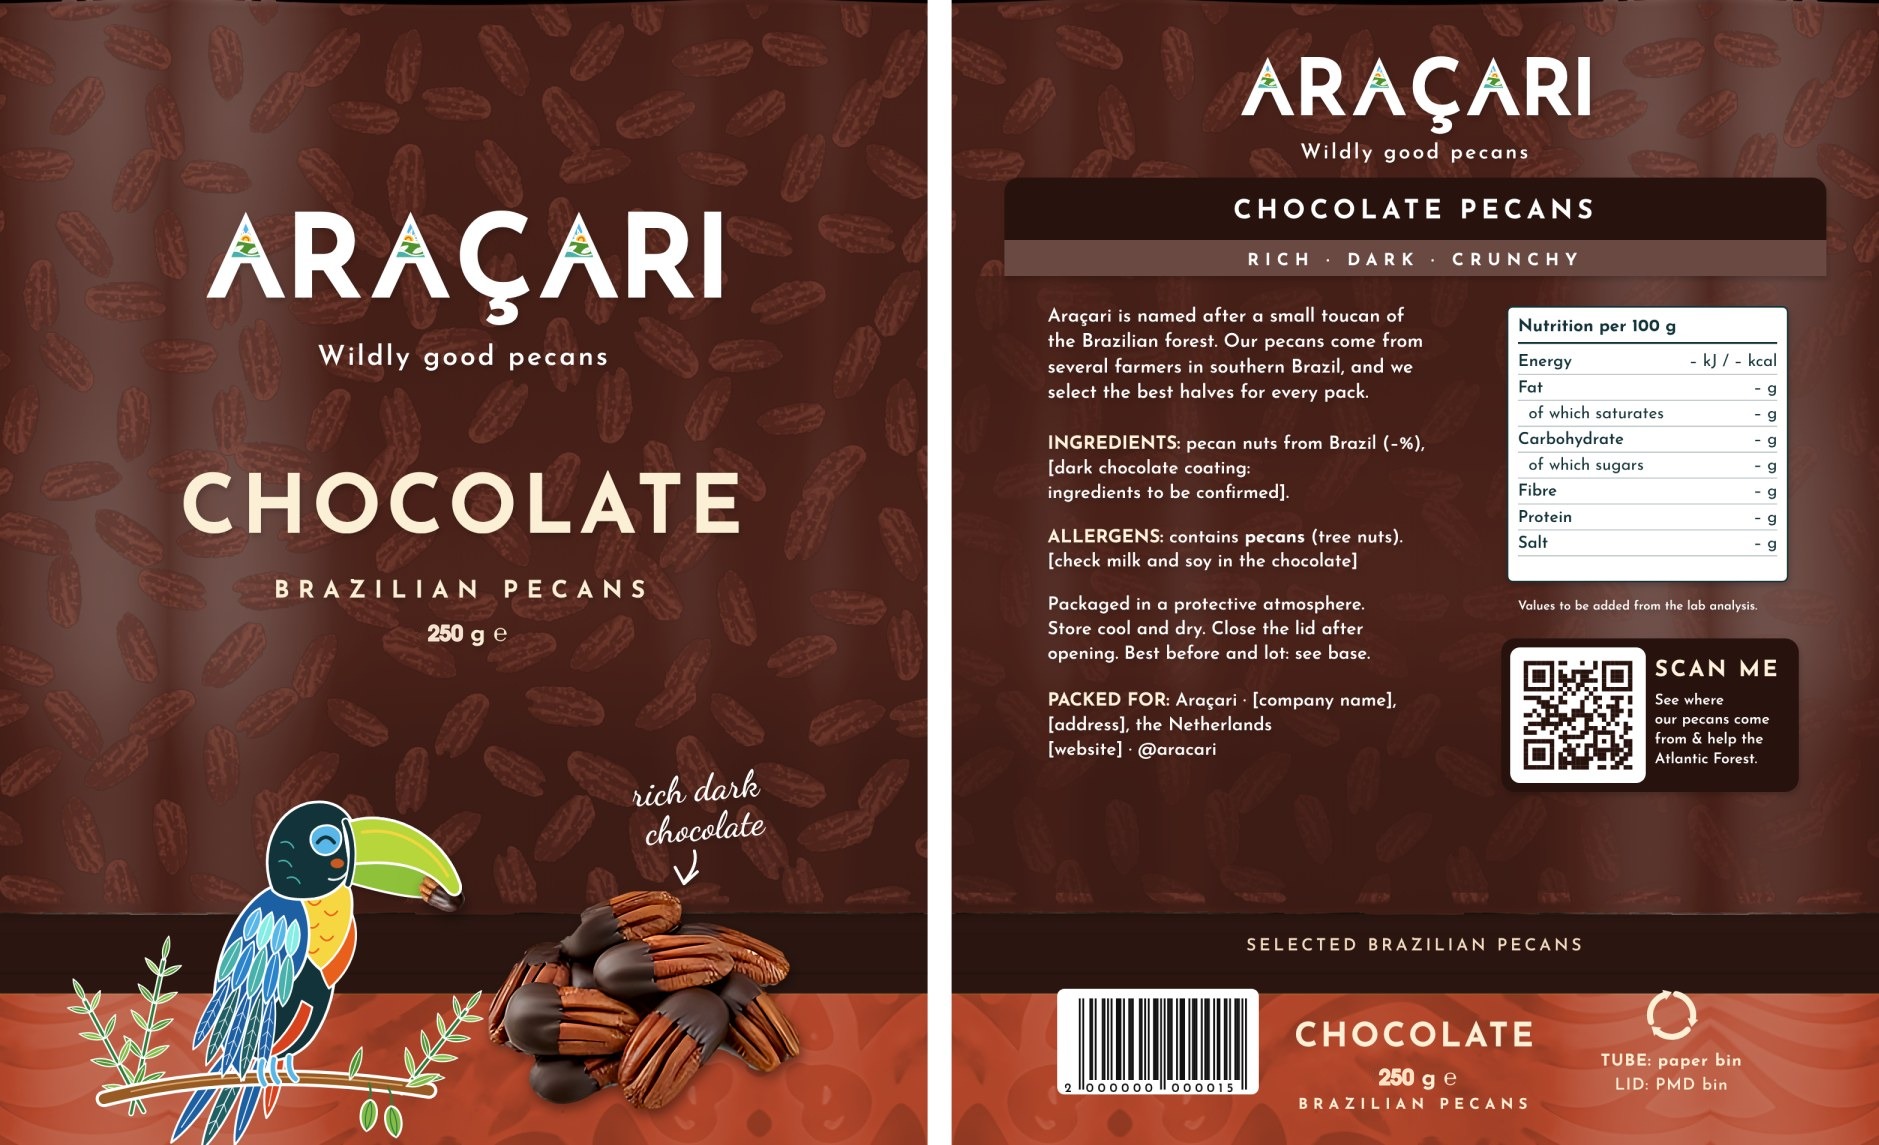 ARAÇARI
Wildly good pecans
CHOCOLATE
BRAZILIAN PECANS
250 g ℮
rich dark
chocolate
ARAÇARI
Wildly good pecans
CHOCOLATE PECANS
RICH · DARK · CRUNCHY
Araçari is named after a small toucan of
the Brazilian forest. Our pecans come from
several farmers in southern Brazil, and we
select the best halves for every pack.
INGREDIENTS: pecan nuts from Brazil (–%),
[dark chocolate coating:
ingredients to be confirmed].
ALLERGENS: contains pecans (tree nuts).
[check milk and soy in the chocolate]
Packaged in a protective atmosphere.
Store cool and dry. Close the lid after
opening. Best before and lot: see base.
PACKED FOR: Araçari · [company name],
[address], the Netherlands
[website] · @aracari
Nutrition per 100 g
Energy – kJ / – kcal
Fat – g
of which saturates – g
Carbohydrate – g
of which sugars – g
Fibre – g
Protein – g
Salt – g
Values to be added from the lab analysis.
SCAN ME
See where
our pecans come
from & help the
Atlantic Forest.
SELECTED BRAZILIAN PECANS
2 000000 000015
CHOCOLATE
250 g ℮
BRAZILIAN PECANS
TUBE: paper bin
LID: PMD bin